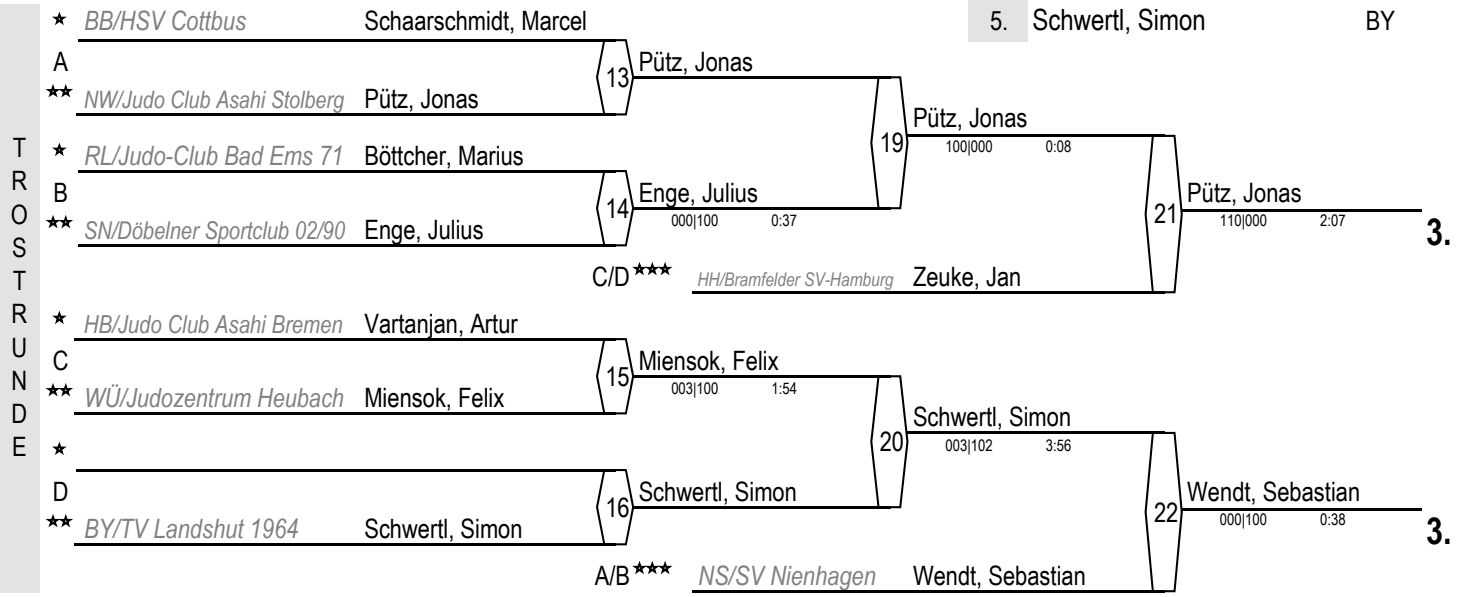 TROSTRUNDE
★ BB/HSV Cottbus Schaarschmidt, Marcel
5. Schwertl, Simon BY
A
13 Pütz, Jonas
★★ NW/Judo Club Asahi Stolberg Pütz, Jonas
19 Pütz, Jonas
100|000 0:08
★ RL/Judo-Club Bad Ems 71 Böttcher, Marius
B
14 Enge, Julius
000|100 0:37
21 Pütz, Jonas
110|000 2:07
3.
★★ SN/Döbelner Sportclub 02/90 Enge, Julius
C/D ★★★ HH/Bramfelder SV-Hamburg Zeuke, Jan
★ HB/Judo Club Asahi Bremen Vartanjan, Artur
C
15 Miensok, Felix
003|100 1:54
★★ WÜ/Judozentrum Heubach Miensok, Felix
20 Schwertl, Simon
003|102 3:56
★
D
16 Schwertl, Simon
22 Wendt, Sebastian
000|100 0:38
3.
★★ BY/TV Landshut 1964 Schwertl, Simon
A/B ★★★ NS/SV Nienhagen Wendt, Sebastian